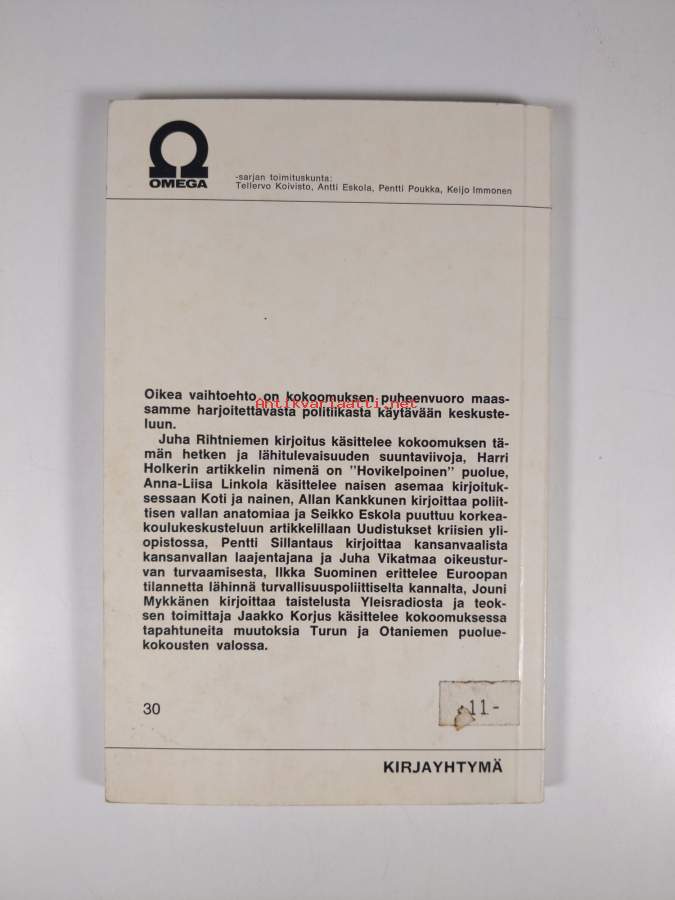 Ω
OMEGA
-sarjan toimituskunta:
Tellervo Koivisto, Antti Eskola, Pentti Poukka, Keijo Immonen
Oikea vaihtoehto on kokoomuksen puheenvuoro maas-
samme harjoitettavasta politiikasta käytävään keskuste-
luun.
Antikvariaatti.net
Juha Rihtniemen kirjoitus käsittelee kokoomuksen tä-
män hetken ja lähitulevaisuuden suuntaviivoja, Harri
Holkerin artikkelin nimenä on "Hovikelpoinen" puolue,
Anna-Liisa Linkola käsittelee naisen asemaa kirjoituk-
sessaan Koti ja nainen, Allan Kankkunen kirjoittaa poliit-
tisen vallan anatomiaa ja Seikko Eskola puuttuu korkea-
koulukeskusteluun artikkelillaan Uudistukset kriisien yli-
opistossa, Pentti Sillantaus kirjoittaa kansanvaalista
kansanvallan laajentajana ja Juha Vikatmaa oikeustur-
van turvaamisesta, Ilkka Suominen erittelee Euroopan
tilannetta lähinnä turvallisuuspoliittiselta kannalta, Jouni
Mykkänen kirjoittaa taistelusta Yleisradiosta ja teok-
sen toimittaja Jaakko Korjus käsittelee kokoomuksessa
tapahtuneita muutoksia Turun ja Otaniemen puolue-
kokousten valossa.
30
11-
KIRJAYHTYMÄ